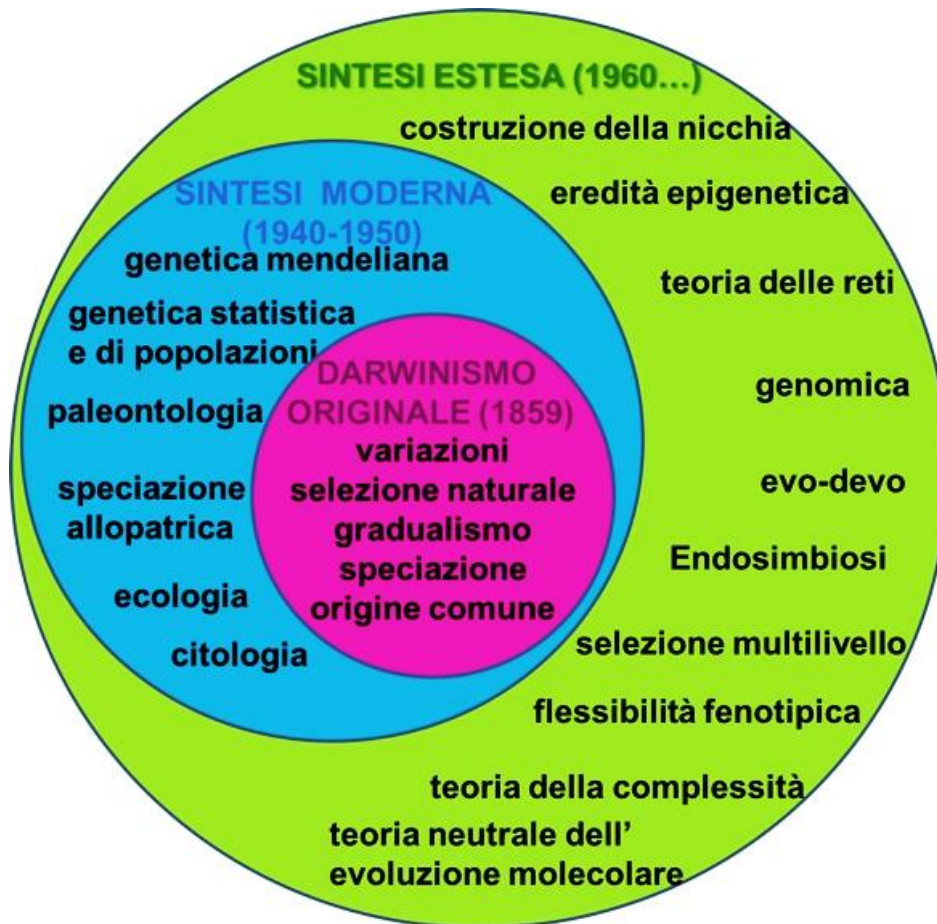 SINTESI ESTESA (1960...)
costruzione della nicchia
eredità epigenetica
teoria delle reti
genomica
evo-devo
Endosimbiosi
selezione multilivello
flessibilità fenotipica
teoria della complessità
teoria neutrale dell'
evoluzione molecolare
SINTESI MODERNA
(1940-1950)
genetica mendeliana
genetica statistica
e di popolazioni
paleontologia
speciazione
allopatrica
ecologia
citologia
DARWINISMO
ORIGINALE (1859)
variazioni
selezione naturale
gradualismo
speciazione
origine comune